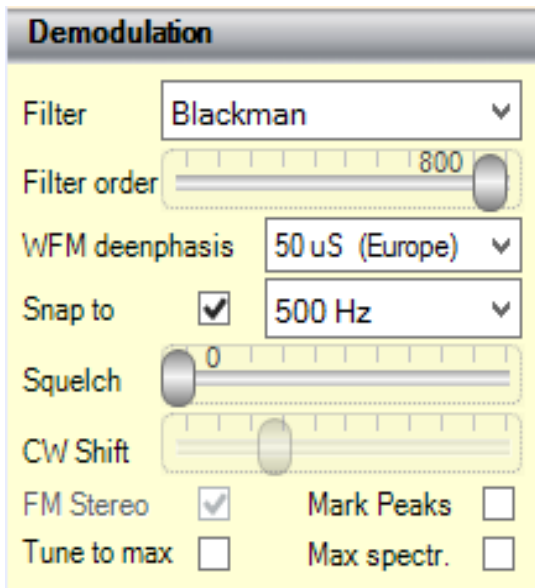 Demodulation
Filter Blackman
Filter order 800
WFM deenphasis 50 uS (Europe)
Snap to 500 Hz
Squelch 0
CW Shift
FM Stereo Mark Peaks
Tune to max Max spectr.